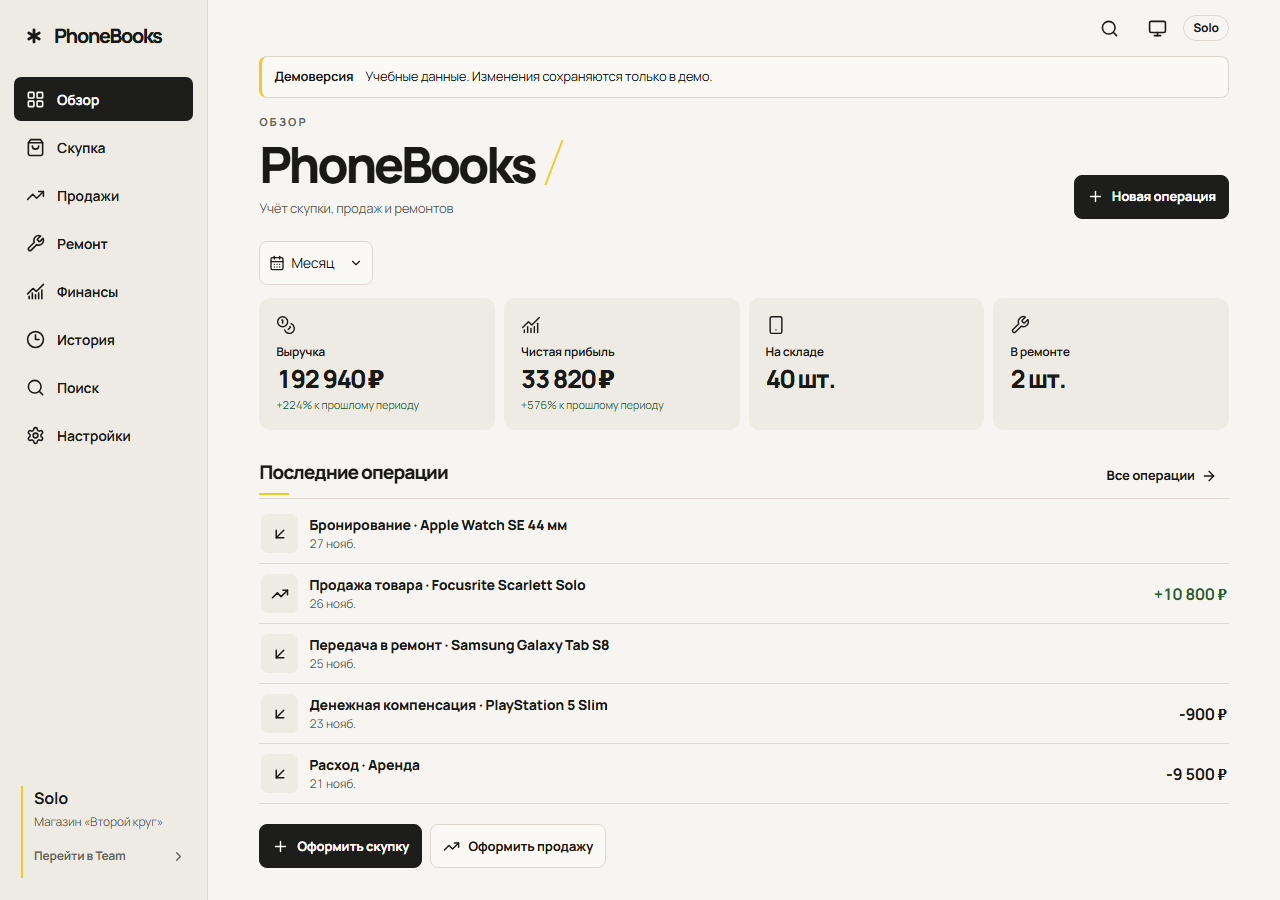 PhoneBooks
Обзор
Скупка
Продажи
Ремонт
Финансы
История
Поиск
Настройки
Solo
Магазин «Второй круг»
Перейти в Team
Solo
Демоверсия Учебные данные. Изменения сохраняются только в демо.
ОБЗОР
PhoneBooks /
Учёт скупки, продаж и ремонтов
Новая операция
Месяц
Выручка
192 940 ₽
+224% к прошлому периоду
Чистая прибыль
33 820 ₽
+576% к прошлому периоду
На складе
40 шт.
В ремонте
2 шт.
Последние операции
Все операции
Бронирование · Apple Watch SE 44 мм
27 нояб.
Продажа товара · Focusrite Scarlett Solo
26 нояб.
+10 800 ₽
Передача в ремонт · Samsung Galaxy Tab S8
25 нояб.
Денежная компенсация · PlayStation 5 Slim
23 нояб.
-900 ₽
Расход · Аренда
21 нояб.
-9 500 ₽
Оформить скупку
Оформить продажу